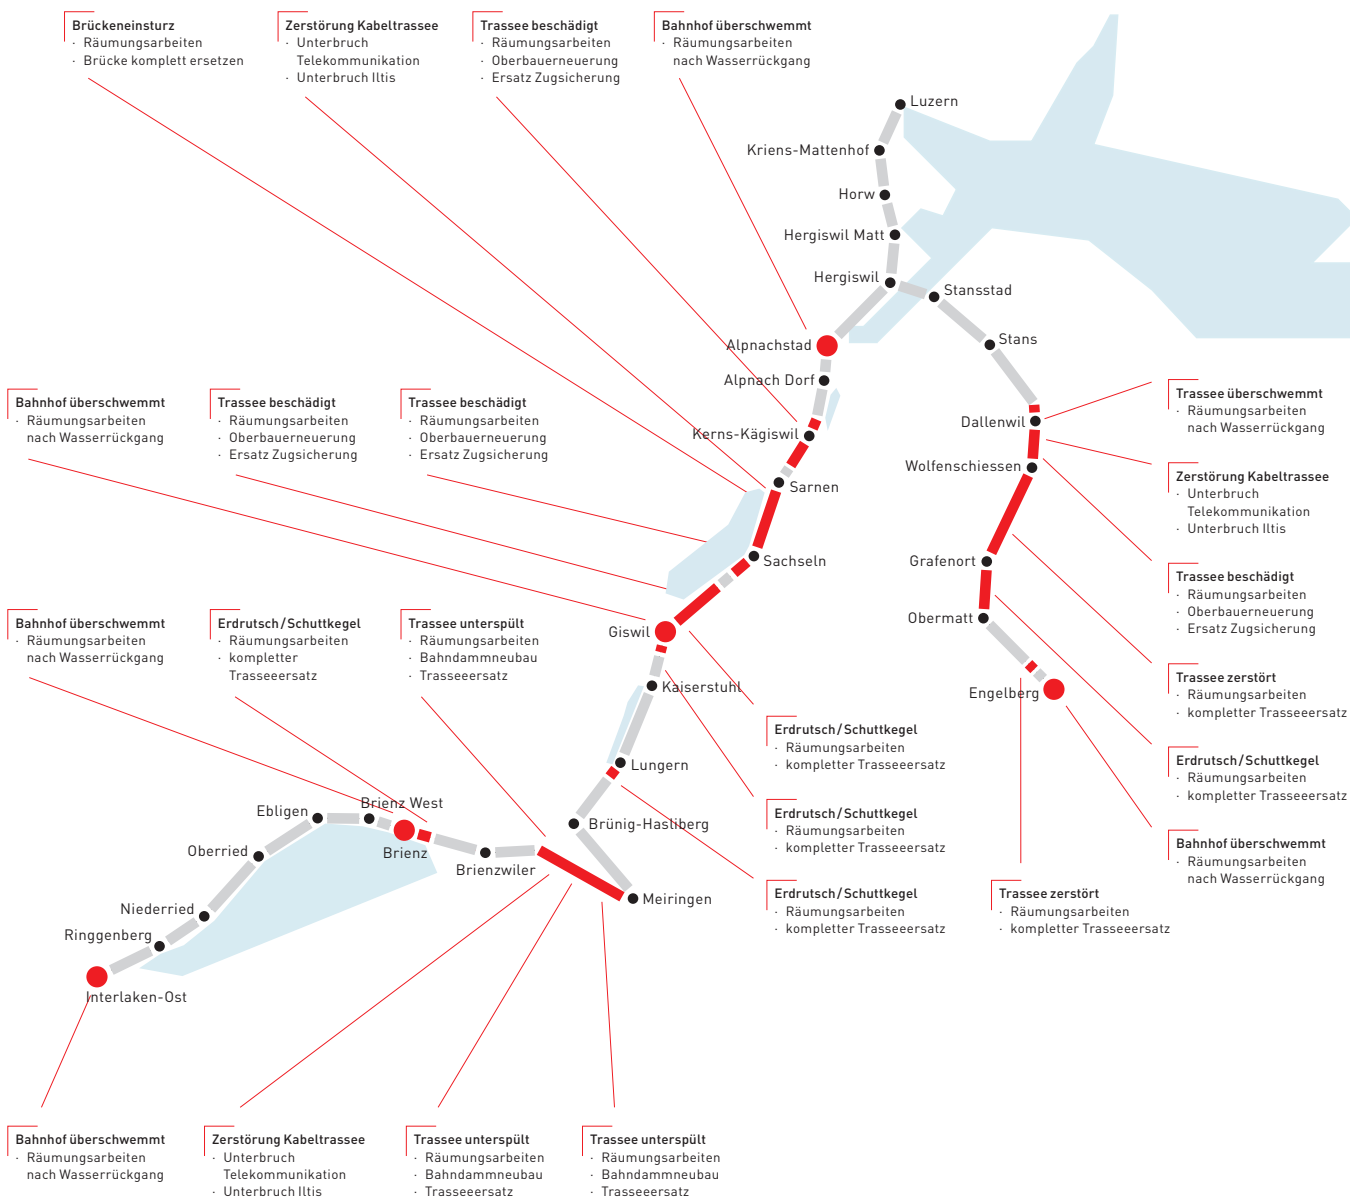 Brückeneinsturz
· Räumungsarbeiten
· Brücke komplett ersetzen
Zerstörung Kabeltrassee
· Unterbruch
Telekommunikation
· Unterbruch Iltis
Trassee beschädigt
· Räumungsarbeiten
· Oberbauerneuerung
· Ersatz Zugsicherung
Bahnhof überschwemmt
· Räumungsarbeiten
nach Wasserrückgang
Luzern
Kriens-Mattenhof
Horw
Hergiswil Matt
Hergiswil
Stansstad
Stans
Alpnachstad
Alpnach Dorf
Kerns-Kägiswil
Sarnen
Sachseln
Giswil
Kaiserstuhl
Lungern
Brünig-Hasliberg
Meiringen
Brienzwiler
Brienz
Brienz West
Ebligen
Oberried
Niederried
Ringgenberg
Interlaken-Ost
Dallenwil
Wolfenschiessen
Grafenort
Obermatt
Engelberg
Bahnhof überschwemmt
· Räumungsarbeiten
nach Wasserrückgang
Trassee beschädigt
· Räumungsarbeiten
· Oberbauerneuerung
· Ersatz Zugsicherung
Trassee beschädigt
· Räumungsarbeiten
· Oberbauerneuerung
· Ersatz Zugsicherung
Trassee überschwemmt
· Räumungsarbeiten
nach Wasserrückgang
Zerstörung Kabeltrassee
· Unterbruch
Telekommunikation
· Unterbruch Iltis
Trassee beschädigt
· Räumungsarbeiten
· Oberbauerneuerung
· Ersatz Zugsicherung
Trassee zerstört
· Räumungsarbeiten
· kompletter Trasseeersatz
Erdrutsch/Schuttkegel
· Räumungsarbeiten
· kompletter Trasseeersatz
Bahnhof überschwemmt
· Räumungsarbeiten
nach Wasserrückgang
Bahnhof überschwemmt
· Räumungsarbeiten
nach Wasserrückgang
Erdrutsch/Schuttkegel
· Räumungsarbeiten
· kompletter
Trasseeersatz
Trassee unterspült
· Räumungsarbeiten
· Bahndammneubau
· Trasseeersatz
Erdrutsch/Schuttkegel
· Räumungsarbeiten
· kompletter Trasseeersatz
Erdrutsch/Schuttkegel
· Räumungsarbeiten
· kompletter Trasseeersatz
Erdrutsch/Schuttkegel
· Räumungsarbeiten
· kompletter Trasseeersatz
Trassee zerstört
· Räumungsarbeiten
· kompletter Trasseeersatz
Bahnhof überschwemmt
· Räumungsarbeiten
nach Wasserrückgang
Zerstörung Kabeltrassee
· Unterbruch
Telekommunikation
· Unterbruch Iltis
Trassee unterspült
· Räumungsarbeiten
· Bahndammneubau
· Trasseeersatz
Trassee unterspült
· Räumungsarbeiten
· Bahndammneubau
· Trasseeersatz